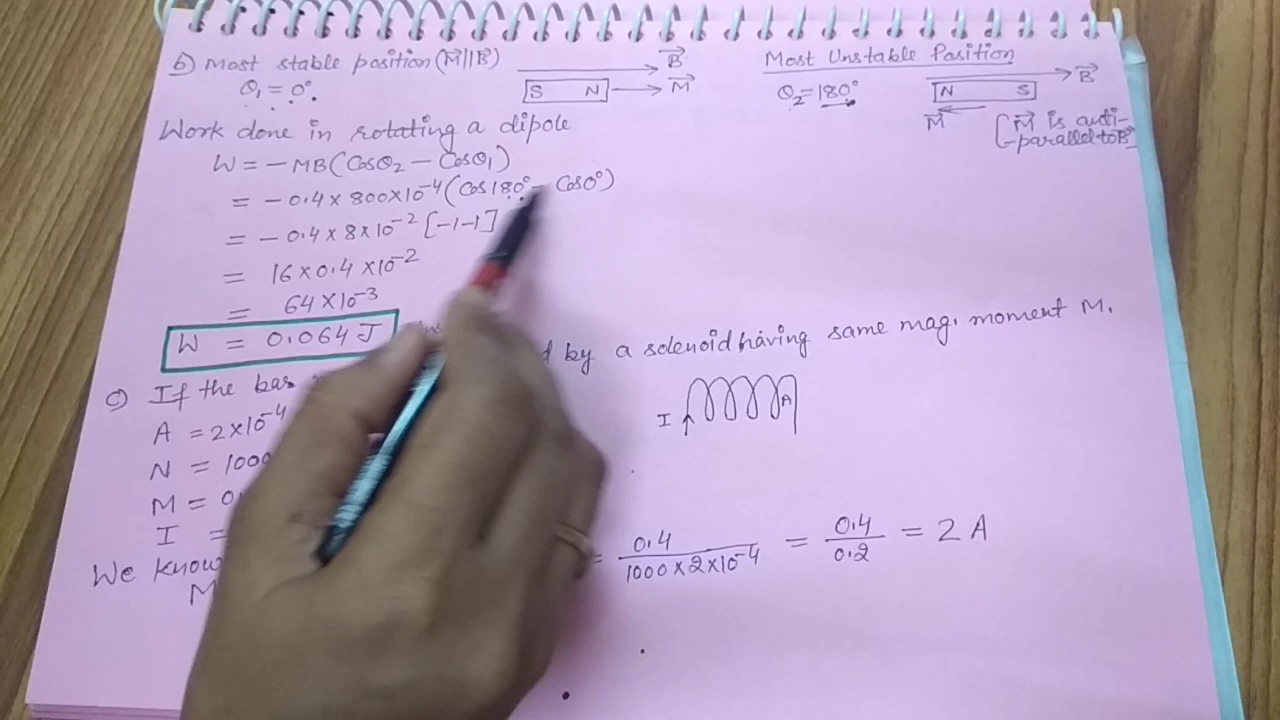 b) Most stable position (M⃗ || B⃗)
θ₁ = 0°.
B⃗
S N M⃗
Most Unstable Position
θ₂ = 180°
B⃗
N S
M⃗
[M⃗ is anti-
parallel to B⃗
Work done in rotating a dipole
W = -MB(Cosθ₂ - Cosθ₁)
= -0.4 × 800×10⁻⁴ (Cos180° - Cos0°)
= -0.4 × 8×10⁻² [-1-1]
= 16 × 0.4 × 10⁻²
= 64 × 10⁻³
W = 0.064 J
c) If the bar by a solenoid having same mag. moment M.
I A
A = 2×10⁻⁴
N = 1000
M = 0.
I =
We know
M
= 0.4 / 1000 × 2×10⁻⁴ = 0.4 / 0.2 = 2 A